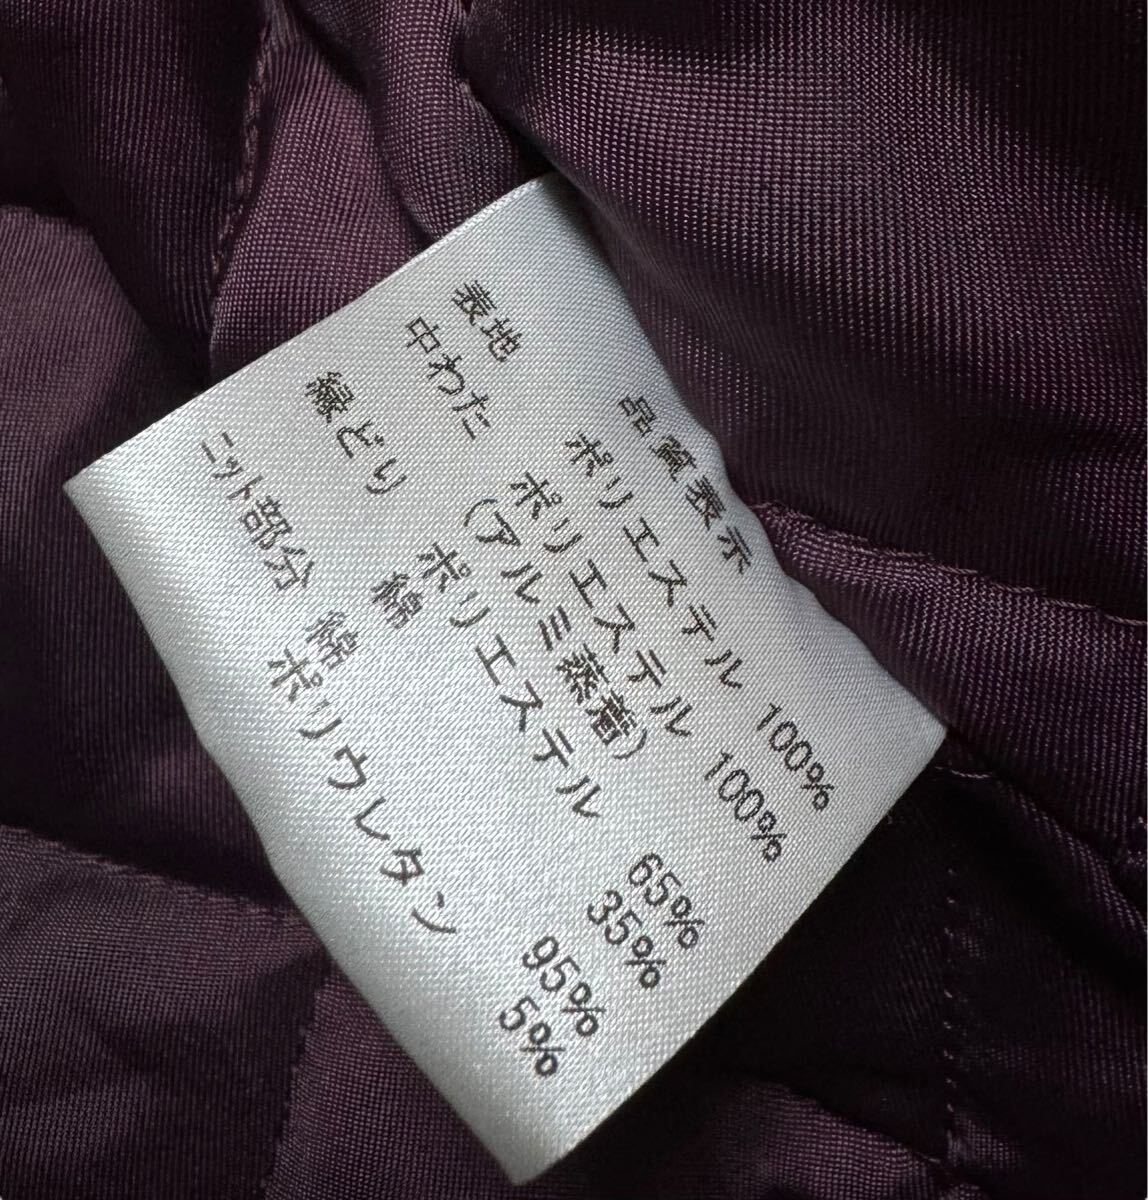 品質表示
表地 ポリエステル 100%
中わた ポリエステル 100%
(アルミ蒸着)
縁どり ポリエステル 65%
綿 35%
ニット部分 綿 95%
ポリウレタン 5%